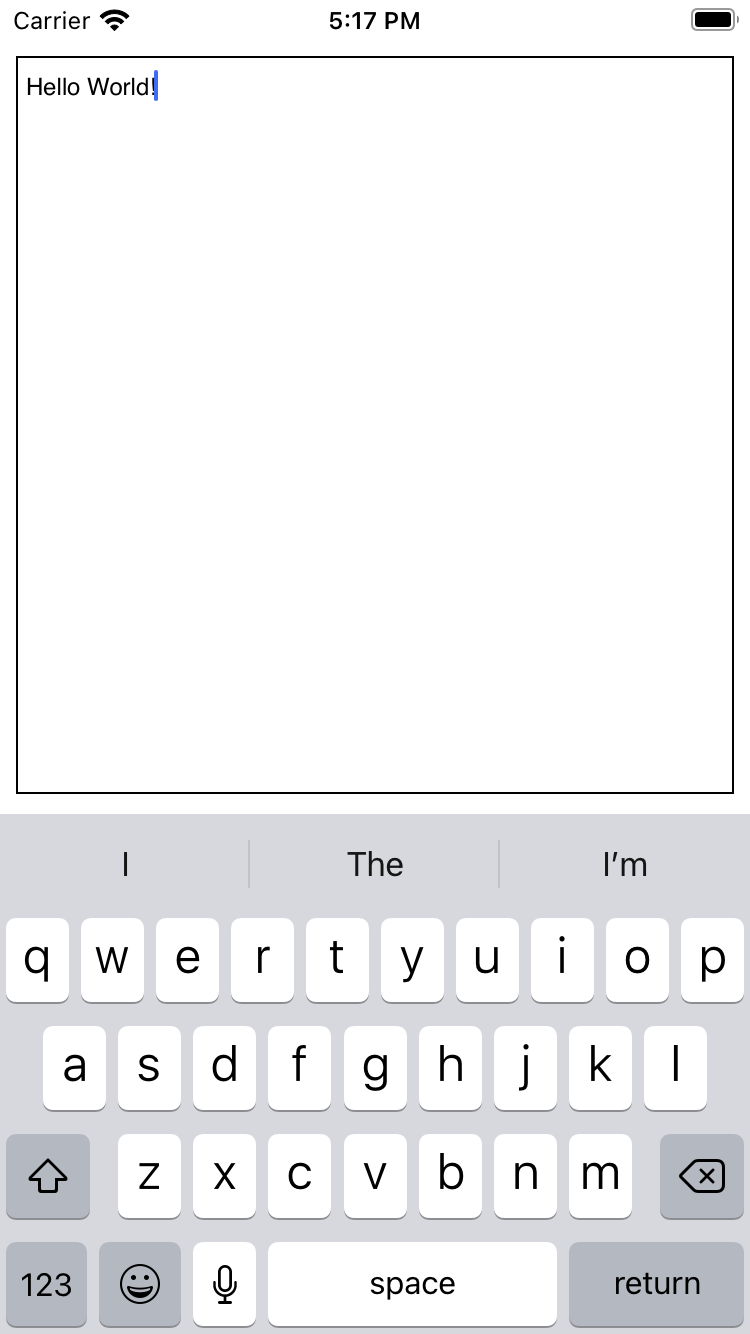 Carrier 5:17 PM
Hello World!
I The I’m
q w e r t y u i o p
a s d f g h j k l
z x c v b n m
123 space return